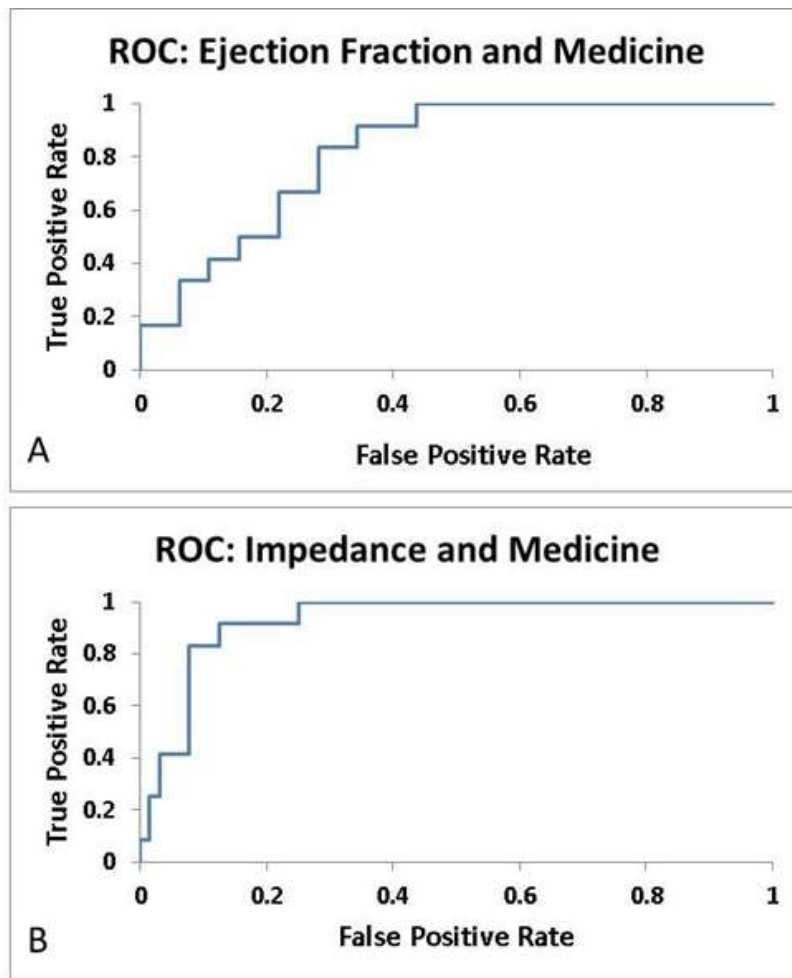 ROC: Ejection Fraction and Medicine
True Positive Rate
1
0.8
0.6
0.4
0.2
0
0 0.2 0.4 0.6 0.8 1
False Positive Rate
A
ROC: Impedance and Medicine
True Positive Rate
1
0.8
0.6
0.4
0.2
0
0 0.2 0.4 0.6 0.8 1
False Positive Rate
B